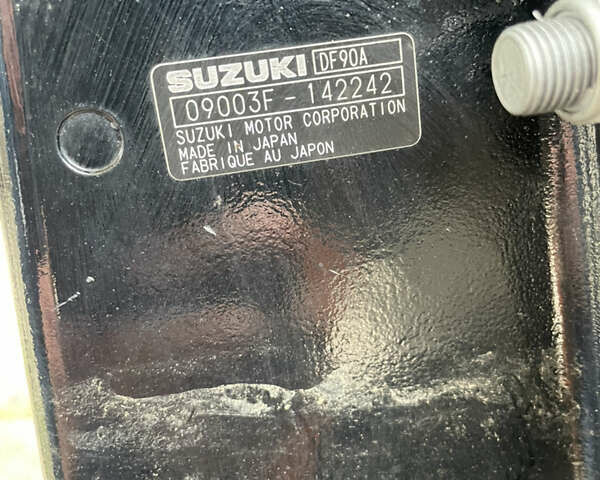 SUZUKI DF90A
09003F-142242
SUZUKI MOTOR CORPORATION
MADE IN JAPAN
FABRIQUE AU JAPON